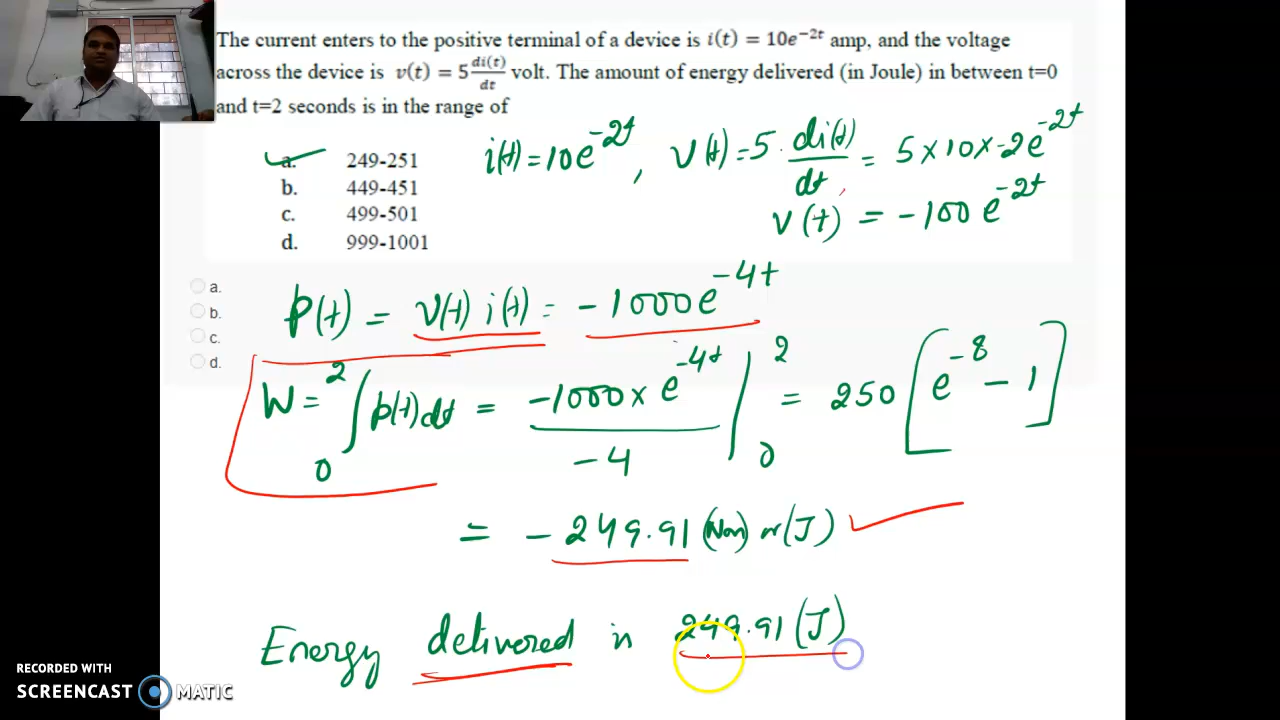 The current enters to the positive terminal of a device is i(t) = 10e^{-2t} amp, and the voltage
across the device is v(t) = 5 di(t)/dt volt. The amount of energy delivered (in Joule) in between t=0
and t=2 seconds is in the range of
a. 249-251
b. 449-451
c. 499-501
d. 999-1001
i(t) = 10e^{-2t} , v(t) = 5 . di(t)/dt = 5 × 10 × -2e^{-2t}
v(t) = -100 e^{-2t}
a.
b.
c.
d.
p(t) = v(t) i(t) = -1000e^{-4t}
W = ∫_0^2 p(t)dt = -1000 × e^{-4t} / -4 |_0^2 = 250 [e^{-8} - 1]
= -249.91 (J)
Energy delivered is 249.91 (J)
RECORDED WITH
SCREENCAST MATIC